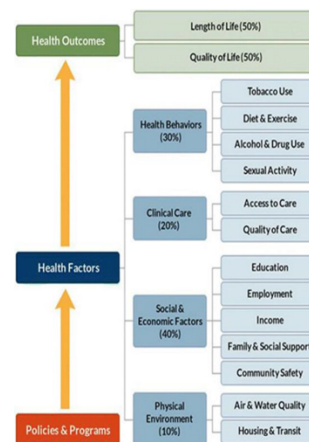 Health Outcomes
Length of Life (50%)
Quality of Life (50%)
Health Factors
Health Behaviors
(30%)
Tobacco Use
Diet & Exercise
Alcohol & Drug Use
Sexual Activity
Clinical Care
(20%)
Access to Care
Quality of Care
Social &
Economic Factors
(40%)
Education
Employment
Income
Family & Social Support
Community Safety
Physical
Environment
(10%)
Air & Water Quality
Housing & Transit
Policies & Programs